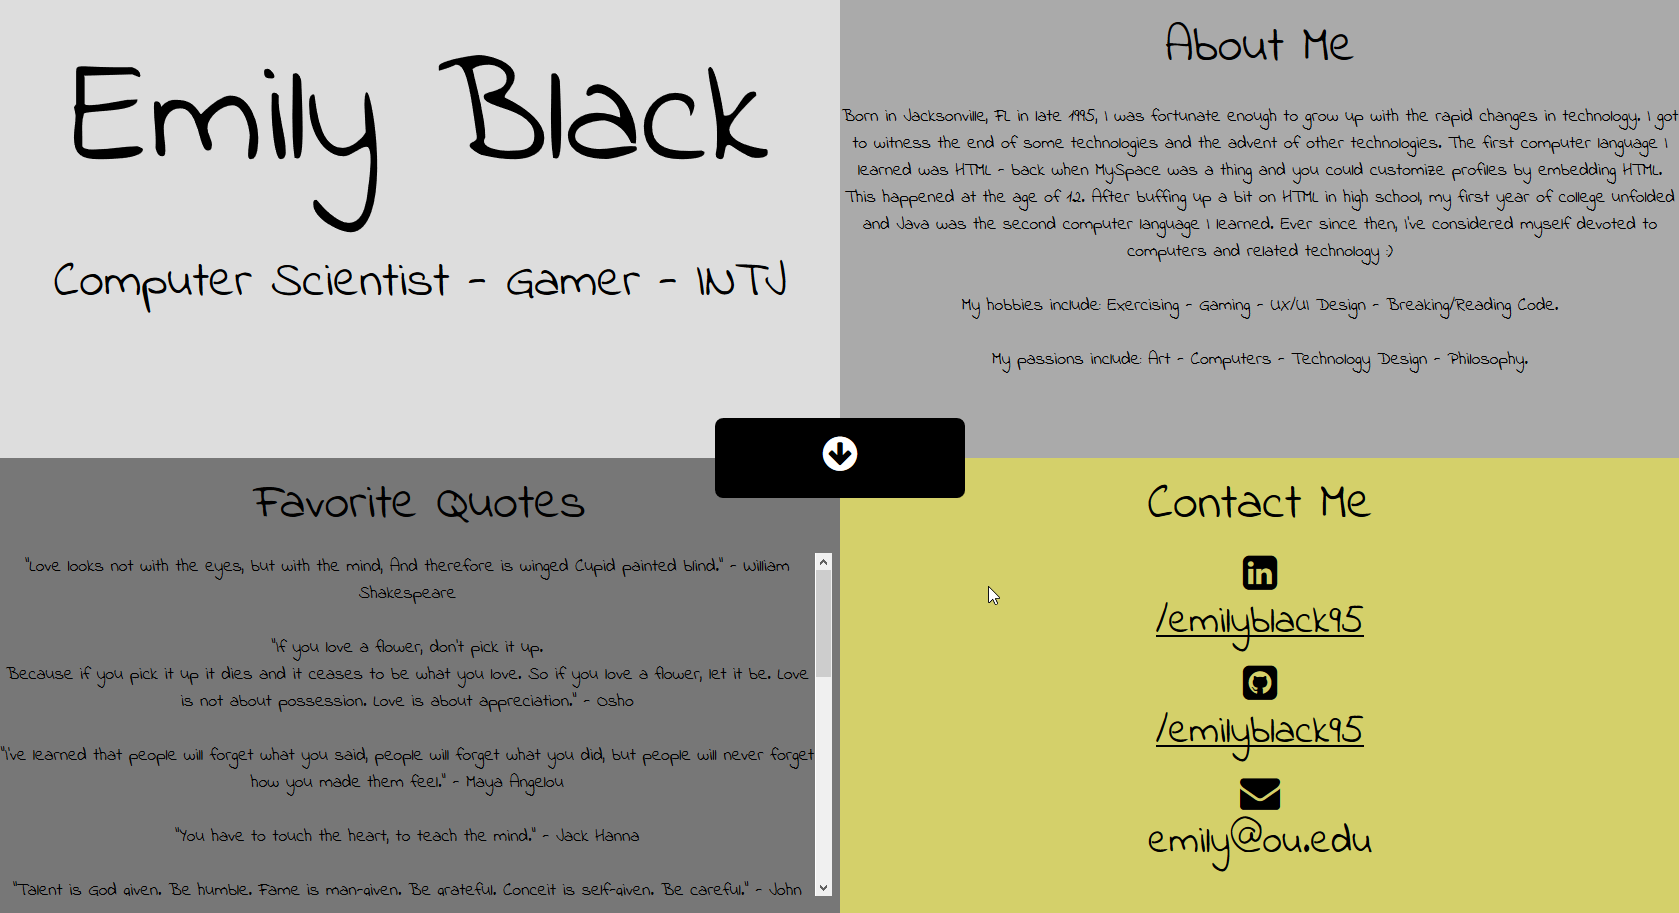 Emily Black
Computer Scientist - Gamer - INTJ
About Me
Born in Jacksonville, FL in late 1995, I was fortunate enough to grow up with the rapid changes in technology. I got
to witness the end of some technologies and the advent of other technologies. The first computer language I
learned was HTML - back when MySpace was a thing and you could customize profiles by embedding HTML.
This happened at the age of 12. After buffing up a bit on HTML in high school, my first year of college unfolded
and Java was the second computer language I learned. Ever since then, I've considered myself devoted to
computers and related technology :)
My hobbies include: Exercising - Gaming - UX/UI Design - Breaking/Reading Code.
My passions include: Art - Computers - Technology Design - Philosophy.
Favorite Quotes
"Love looks not with the eyes, but with the mind, And therefore is winged Cupid painted blind." - William
Shakespeare
"If you love a flower, don't pick it up.
Because if you pick it up it dies and it ceases to be what you love. So if you love a flower, let it be. Love
is not about possession. Love is about appreciation." - Osho
"I've learned that people will forget what you said, people will forget what you did, but people will never forget
how you made them feel." - Maya Angelou
"You have to touch the heart, to teach the mind." - Jack Hanna
"Talent is God given. Be humble. Fame is man-given. Be grateful. Conceit is self-given. Be careful." - John
Contact Me
in
/emilyblack95
/emilyblack95
emily@ou.edu